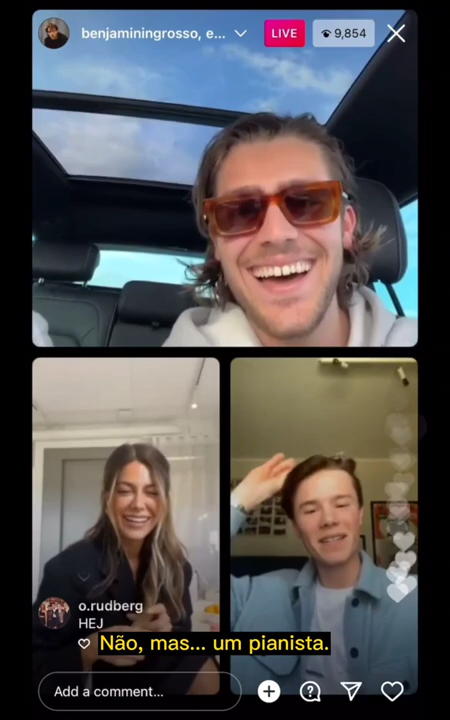 benjaminingrosso, e...
LIVE
9,854
o.rudberg
HEJ
Não, mas... um pianista.
Add a comment...